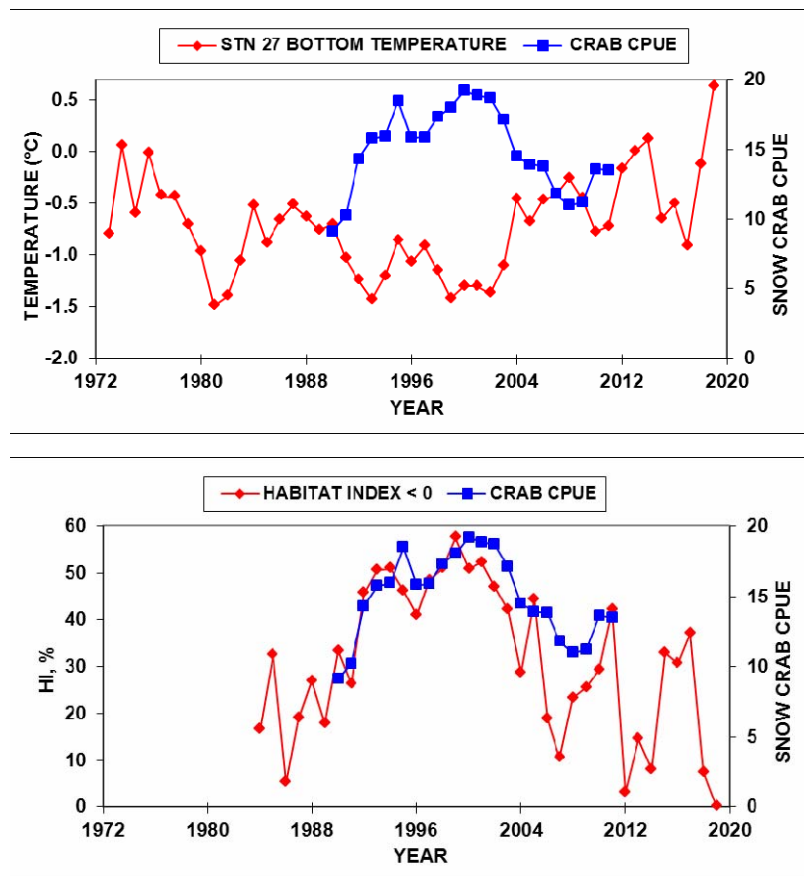 STN 27 BOTTOM TEMPERATURE CRAB CPUE
0.5
0.0
-0.5
-1.0
-1.5
-2.0
TEMPERATURE (ºC)
20
15
10
5
0
SNOW CRAB CPUE
1972 1980 1988 1996 2004 2012 2020
YEAR
HABITAT INDEX < 0 CRAB CPUE
60
50
40
30
20
10
0
HI, %
20
15
10
5
0
SNOW CRAB CPUE
1972 1980 1988 1996 2004 2012 2020
YEAR